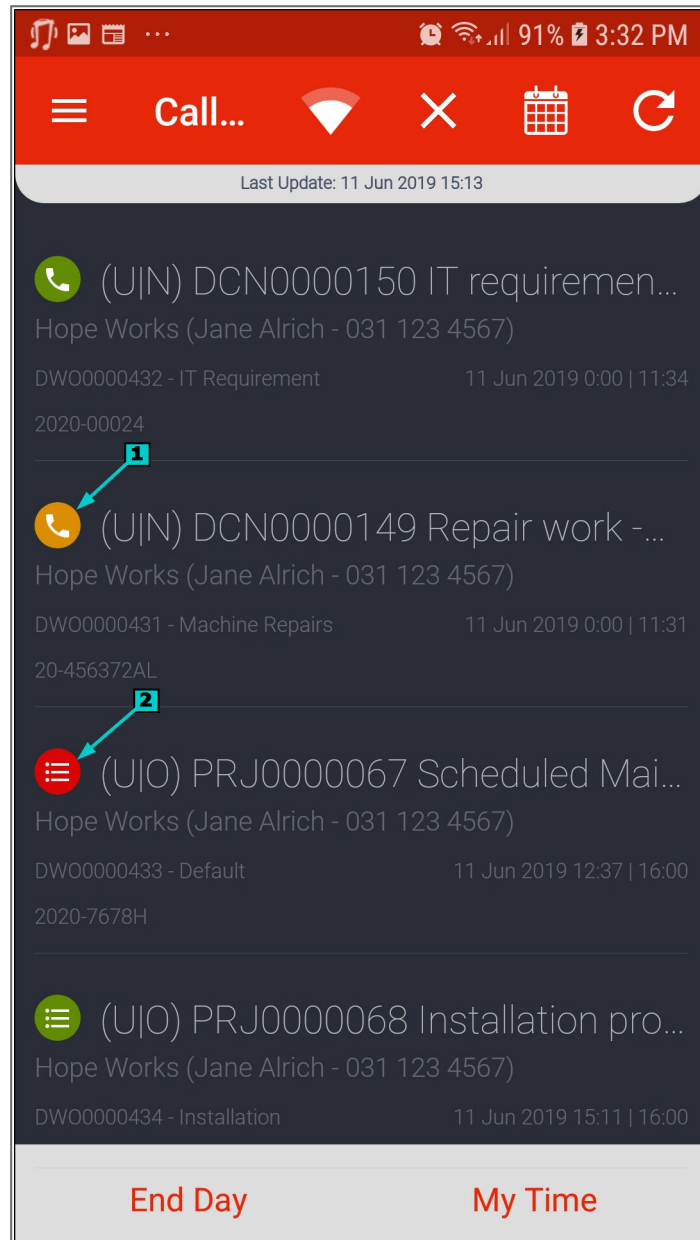 91% 3:32 PM
Call...
Last Update: 11 Jun 2019 15:13
(U|N) DCN0000150 IT requiremen...
Hope Works (Jane Alrich - 031 123 4567)
DWO0000432 - IT Requirement 11 Jun 2019 0:00 | 11:34
2020-00024
1
(U|N) DCN0000149 Repair work -...
Hope Works (Jane Alrich - 031 123 4567)
DWO0000431 - Machine Repairs 11 Jun 2019 0:00 | 11:31
20-456372AL
2
(U|O) PRJ0000067 Scheduled Mai...
Hope Works (Jane Alrich - 031 123 4567)
DWO0000433 - Default 11 Jun 2019 12:37 | 16:00
2020-7678H
(U|O) PRJ0000068 Installation pro...
Hope Works (Jane Alrich - 031 123 4567)
DWO0000434 - Installation 11 Jun 2019 15:11 | 16:00
End Day My Time